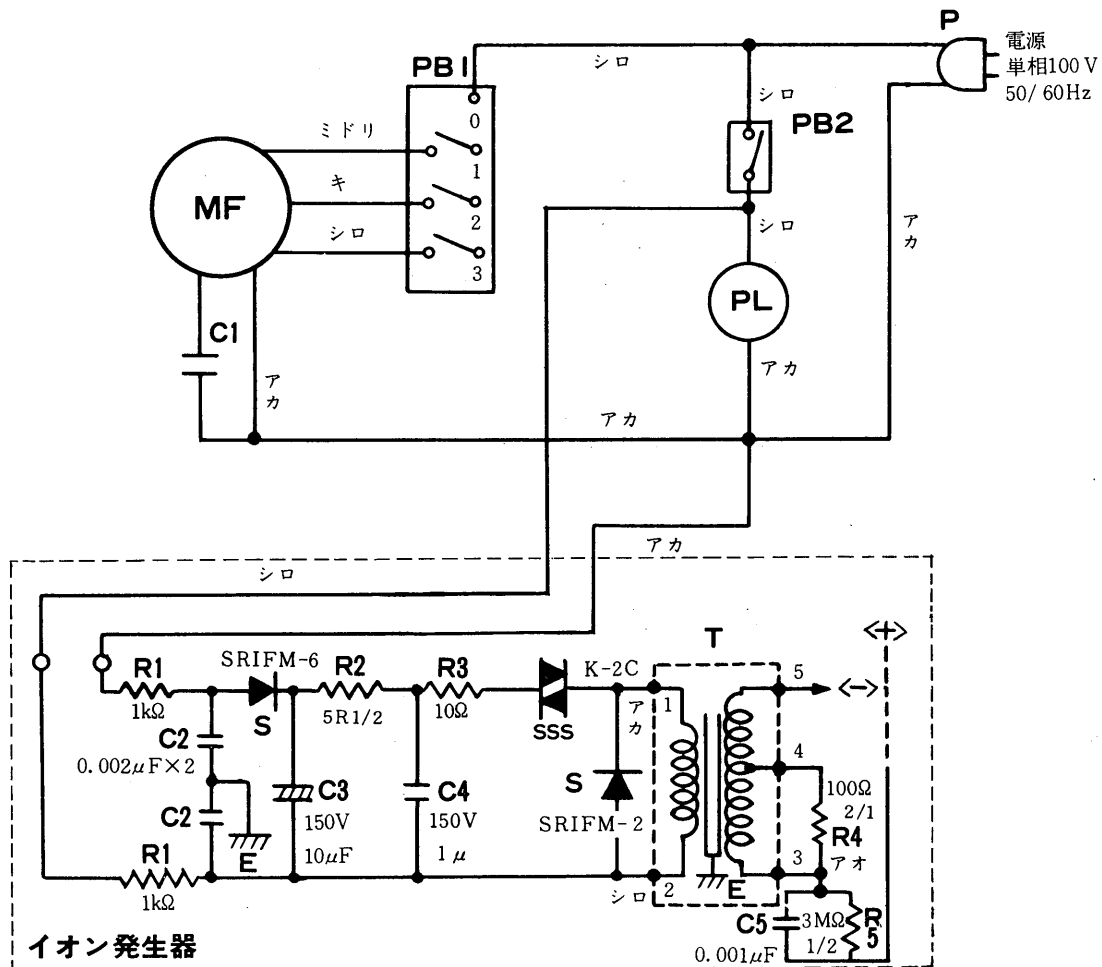 P
電源
単相100V
50/60Hz
シロ
PB1
0
1
2
3
シロ
PB2
ミドリ
キ
シロ
MF
シロ
アカ
PL
C1
アカ
アカ
アカ
アカ
シロ
T
<+>
SRIFM-6
R1
1kΩ
S
R2
5R1/2
R3
10Ω
SSS
K-2C
アカ
1
5
<->
C2
0.002μF×2
C2
E
C3
150V
10μF
C4
150V
1μ
S
SRIFM-2
4
100Ω
2/1
R4
アオ
3
R1
1kΩ
シロ
2
E
C5
0.001μF
3MΩ
1/2
R5
イオン発生器